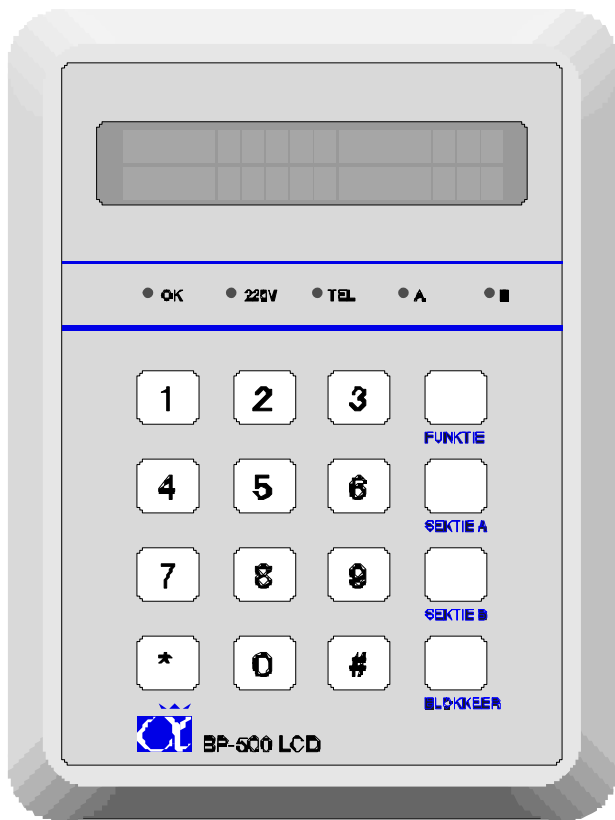 OK 220V TEL A B
1 2 3
FUNKTIE
4 5 6
SEKTIE A
7 8 9
SEKTIE B
* 0 #
BLOKKEER
BP-500 LCD